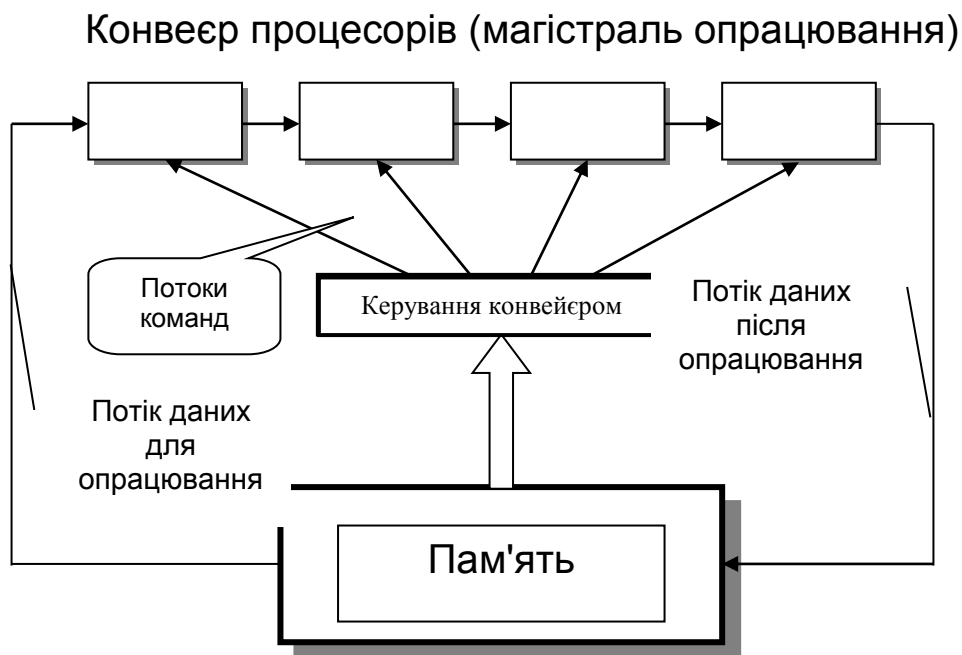 Конвеєр процесорів (магістраль опрацювання)
Потоки
команд
Керування конвейєром
Потік даних
після
опрацювання
Потік даних
для
опрацювання
Пам'ять